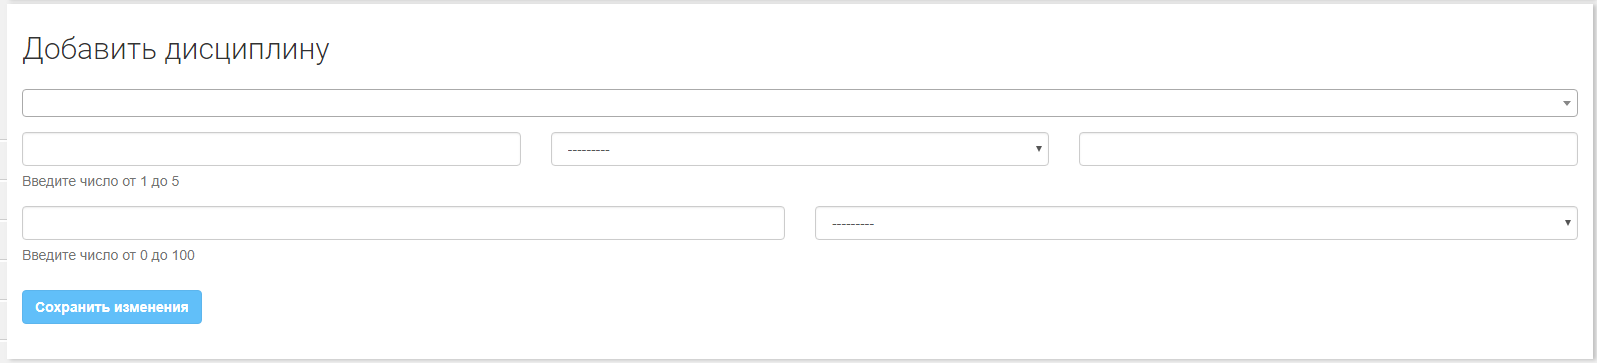 Добавить дисциплину
---------
Введите число от 1 до 5
---------
Введите число от 0 до 100
Сохранить изменения